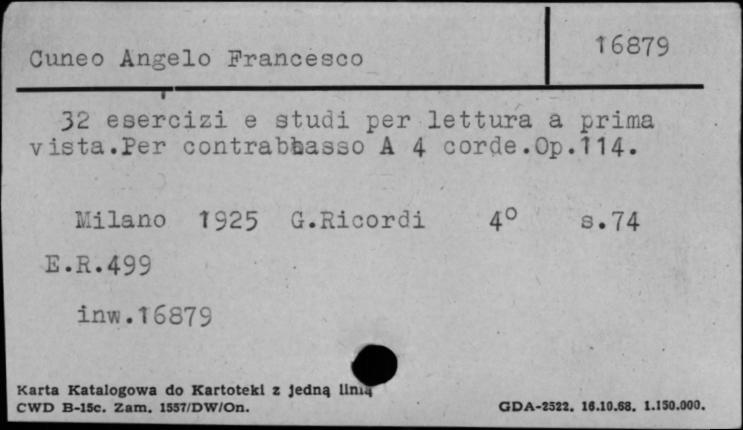 Cuneo Angelo Francesco 16879
32 esercizi e studi per lettura a prima
vista.Per contrabbasso A 4 corde.Op.114.
Milano 1925 G.Ricordi 4° s.74
E.R.499
inw.16879
Karta Katalogowa do Kartoteki z jedną linią
CWD B-15c. Zam. 1557/DW/On. GDA-2522. 16.10.68. 1.150.000.